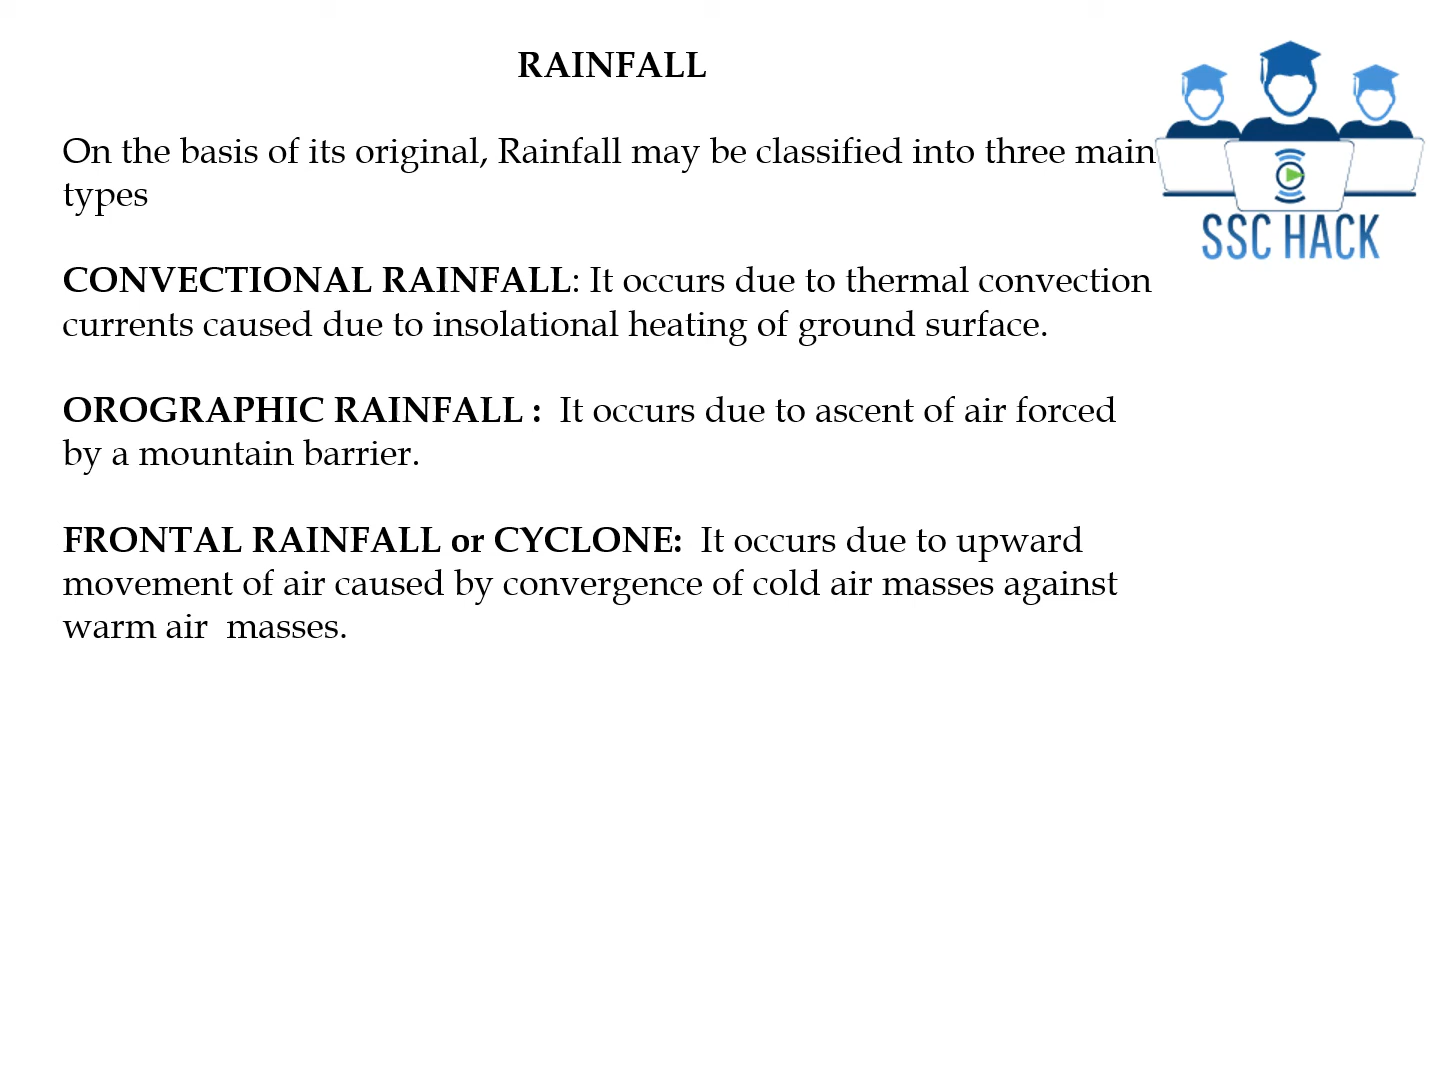 RAINFALL
On the basis of its original, Rainfall may be classified into three main
types
CONVECTIONAL RAINFALL: It occurs due to thermal convection
currents caused due to insolational heating of ground surface.
OROGRAPHIC RAINFALL :  It occurs due to ascent of air forced
by a mountain barrier.
FRONTAL RAINFALL or CYCLONE:  It occurs due to upward
movement of air caused by convergence of cold air masses against
warm air  masses.
SSC HACK